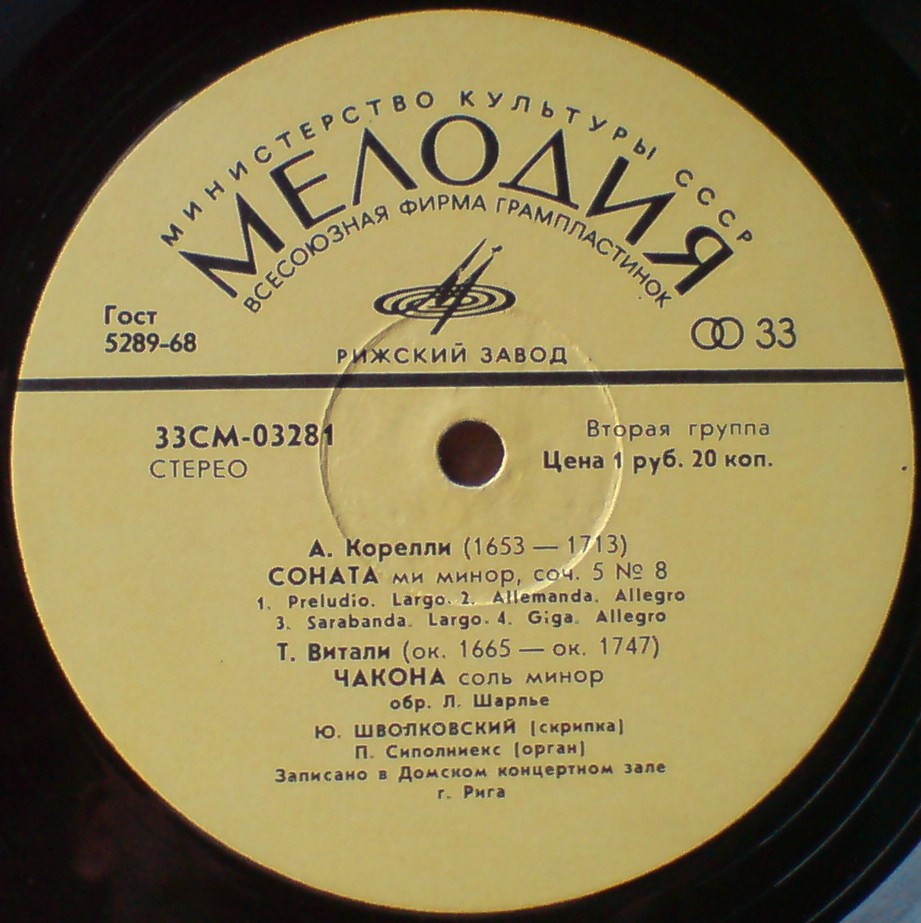 МИНИСТЕРСТВО КУЛЬТУРЫ СССР
МЕЛОДИЯ
ВСЕСОЮЗНАЯ ФИРМА ГРАМПЛАСТИНОК
Гост
5289-68
33
РИЖСКИЙ ЗАВОД
33СМ-03281
СТЕРЕО
Вторая группа
Цена 1 руб. 20 коп.
А. Корелли (1653 — 1713)
СОНАТА ми минор, соч. 5 № 8
1. Preludio. Largo. 2. Allemanda. Allegro
3. Sarabanda. Largo. 4. Giga. Allegro
Т. Витали (ок. 1665 — ок. 1747)
ЧАКОНА соль минор
обр. Л. Шарлье
Ю. ШВОЛКОВСКИЙ [скрипка]
П. Сиполниекс [орган]
Записано в Домском концертном зале
г. Рига